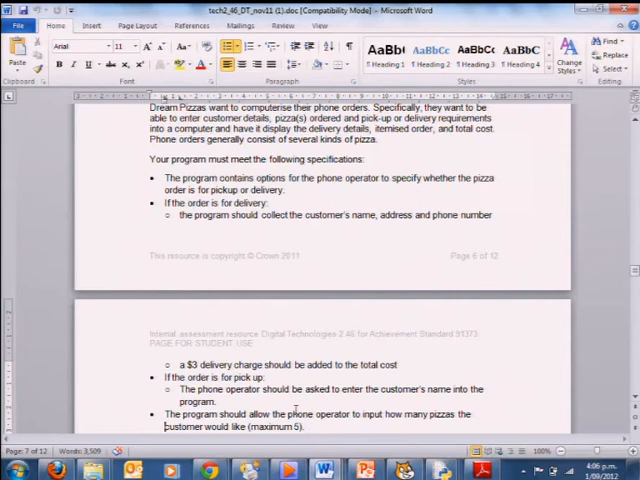 tech2_46_DT_nov11 (1).doc [Compatibility Mode] - Microsoft Word
File Home Insert Page Layout References Mailings Review View
Paste
Arial 11
B I U abc x₂ x²
AaBbC AaBbCc AaBbCc AaBbC
¶ Heading 1 Heading 2 Heading 3 Heading 4
Change Styles
Find
Replace
Select
Clipboard Font Paragraph Styles Editing
Dream Pizzas want to computerise their phone orders. Specifically, they want to be
able to enter customer details, pizza(s) ordered and pick-up or delivery requirements
into a computer and have it display the delivery details, itemised order, and total cost.
Phone orders generally consist of several kinds of pizza.
Your program must meet the following specifications:
• The program contains options for the phone operator to specify whether the pizza
order is for pickup or delivery.
• If the order is for delivery:
○ the program should collect the customer's name, address and phone number
This resource is copyright © Crown 2011 Page 6 of 12
Internal assessment resource Digital Technologies 2.46 for Achievement Standard 91373
PAGE FOR STUDENT USE
○ a $3 delivery charge should be added to the total cost
• If the order is for pick up:
○ The phone operator should be asked to enter the customer's name into the
program.
• The program should allow the phone operator to input how many pizzas the
customer would like (maximum 5).
Page: 7 of 12 Words: 3,509 100%
4:06 p.m.
1/09/2012